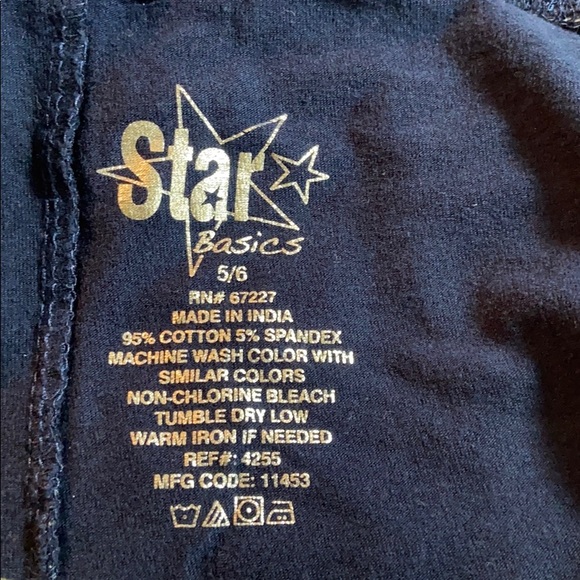 Star
Basics
5/6
RN# 67227
MADE IN INDIA
95% COTTON 5% SPANDEX
MACHINE WASH COLOR WITH
SIMILAR COLORS
NON-CHLORINE BLEACH
TUMBLE DRY LOW
WARM IRON IF NEEDED
REF#: 4255
MFG CODE: 11453